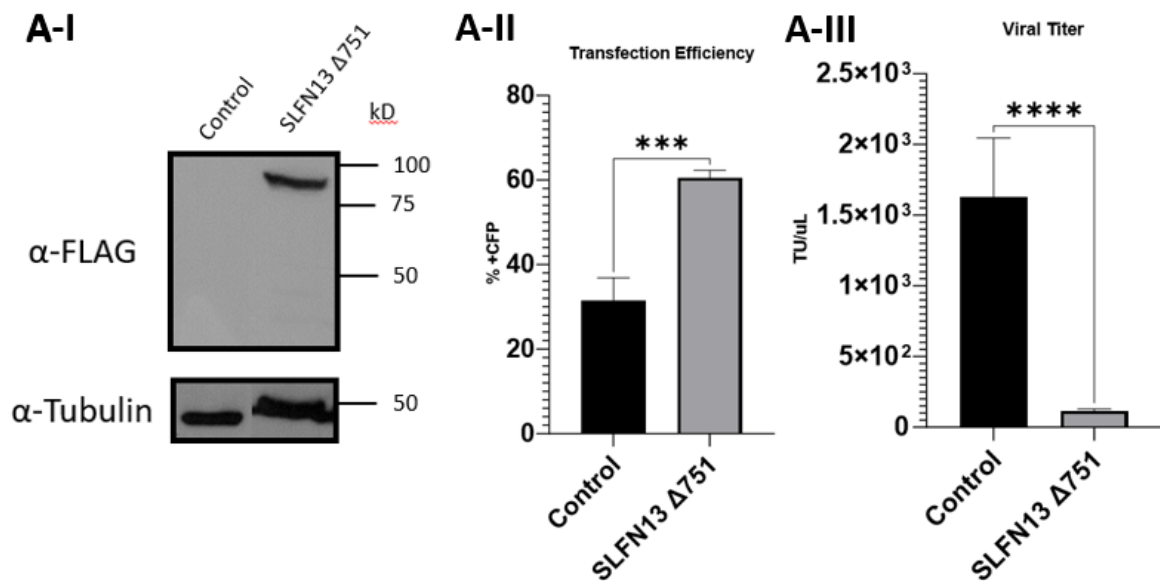 A-I
Control
SLFN13 Δ751
kD
100
75
50
α-FLAG
α-Tubulin
50
A-II
Transfection Efficiency
80
60
40
20
0
% +CFP
***
Control
SLFN13 Δ751
A-III
Viral Titer
2.5×10³
2×10³
1.5×10³
1×10³
5×10²
0
TU/uL
****
Control
SLFN13 Δ751